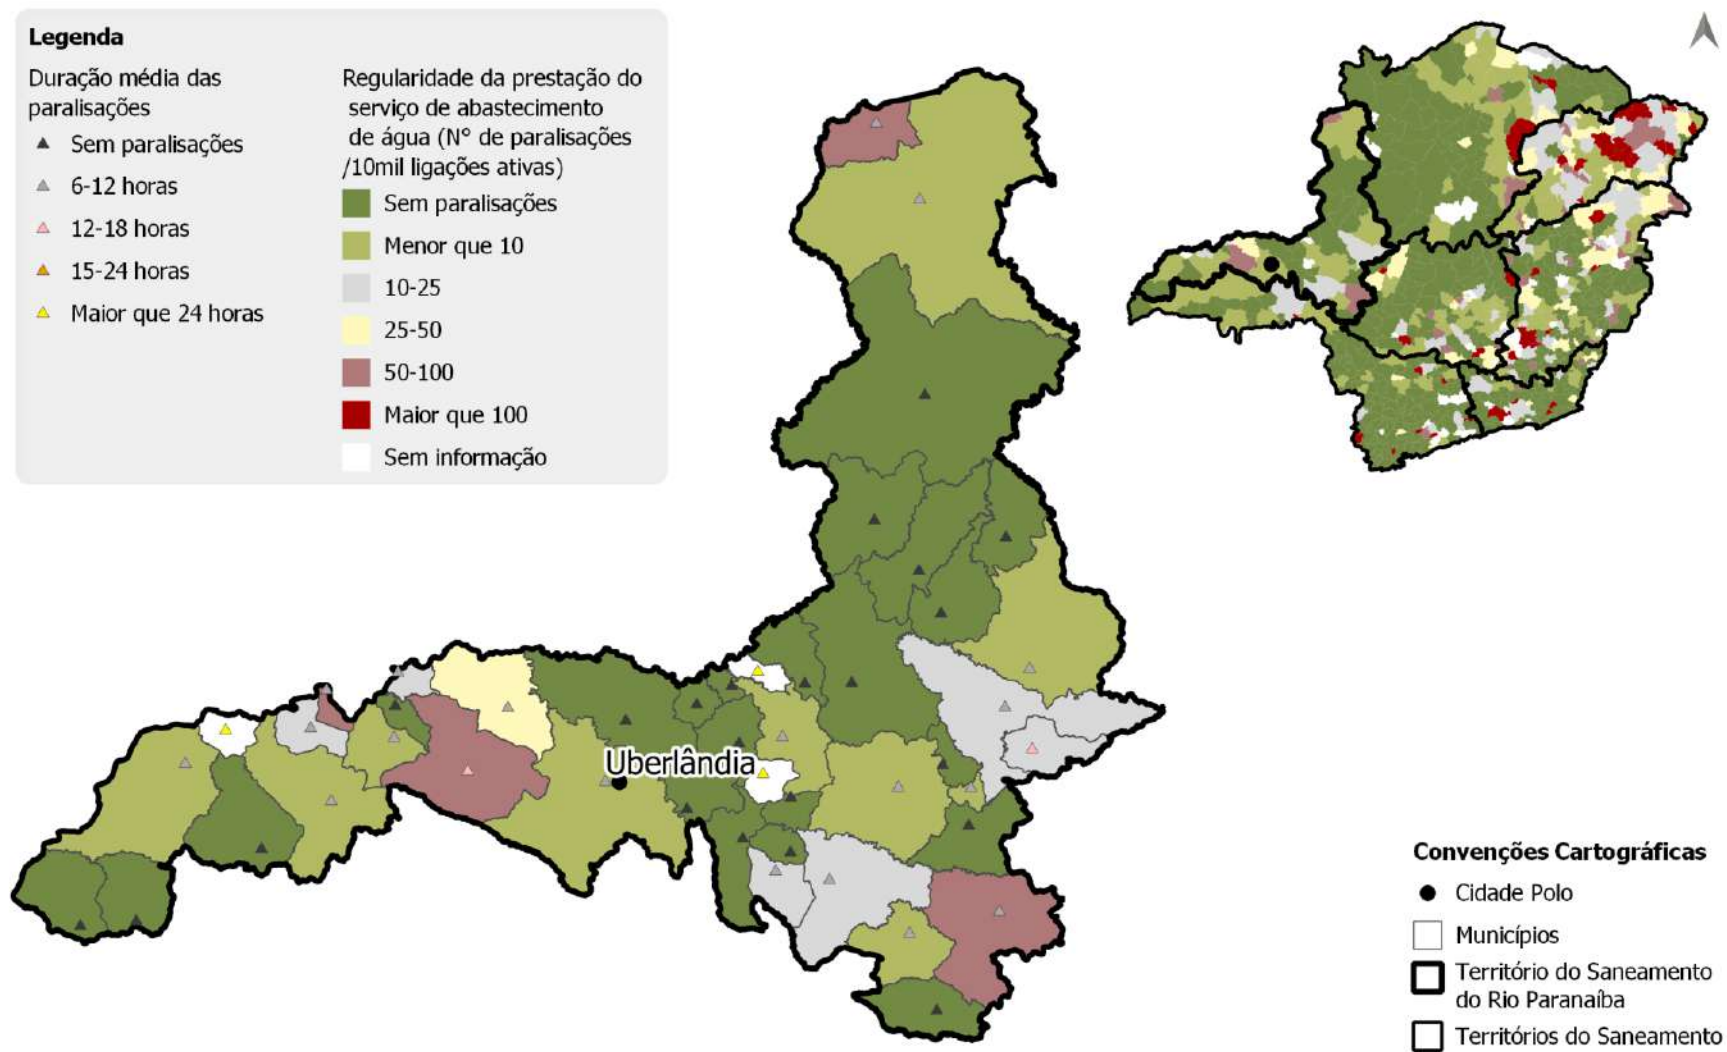 Legenda
Duração média das
paralisações
Sem paralisações
6-12 horas
12-18 horas
15-24 horas
Maior que 24 horas
Regularidade da prestação do
serviço de abastecimento
de água (N° de paralisações
/10mil ligações ativas)
Sem paralisações
Menor que 10
10-25
25-50
50-100
Maior que 100
Sem informação
Uberlândia
Convenções Cartográficas
Cidade Polo
Municípios
Território do Saneamento
do Rio Paranaíba
Territórios do Saneamento